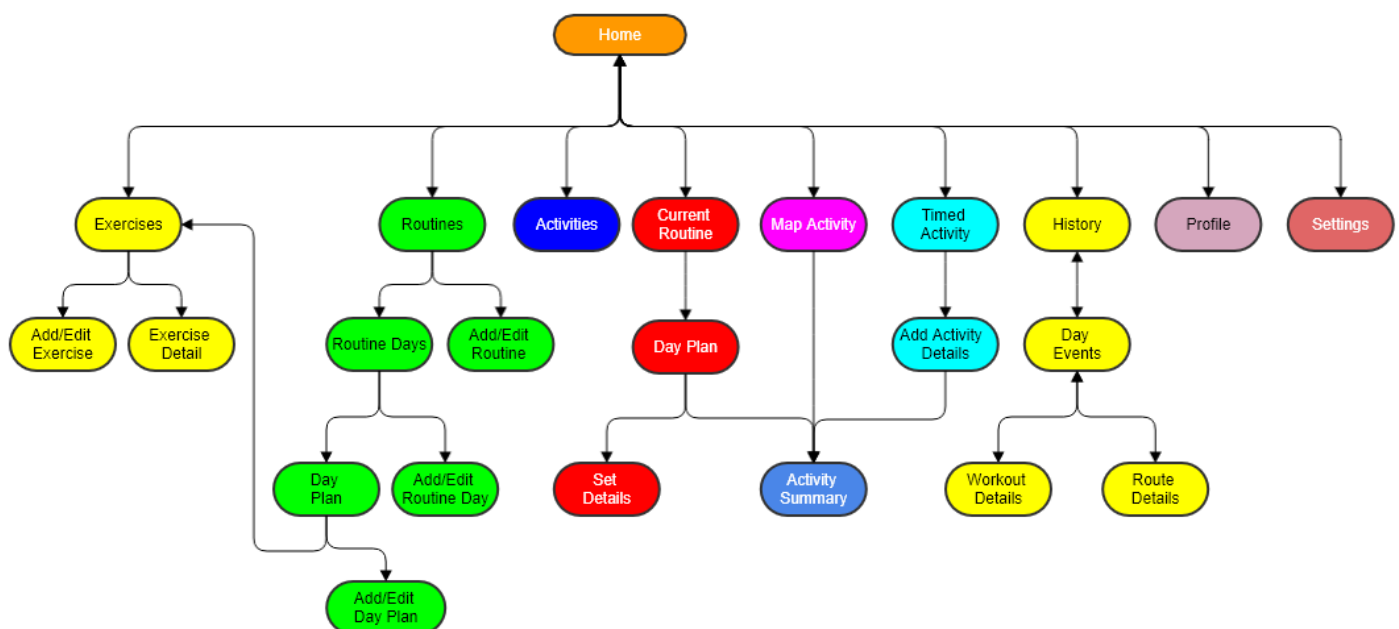 Home
Exercises
Routines
Activities
Current
Routine
Map Activity
Timed
Activity
History
Profile
Settings
Add/Edit
Exercise
Exercise
Detail
Routine Days
Add/Edit
Routine
Day Plan
Add Activity
Details
Day
Events
Day
Plan
Add/Edit
Routine Day
Set
Details
Activity
Summary
Workout
Details
Route
Details
Add/Edit
Day Plan